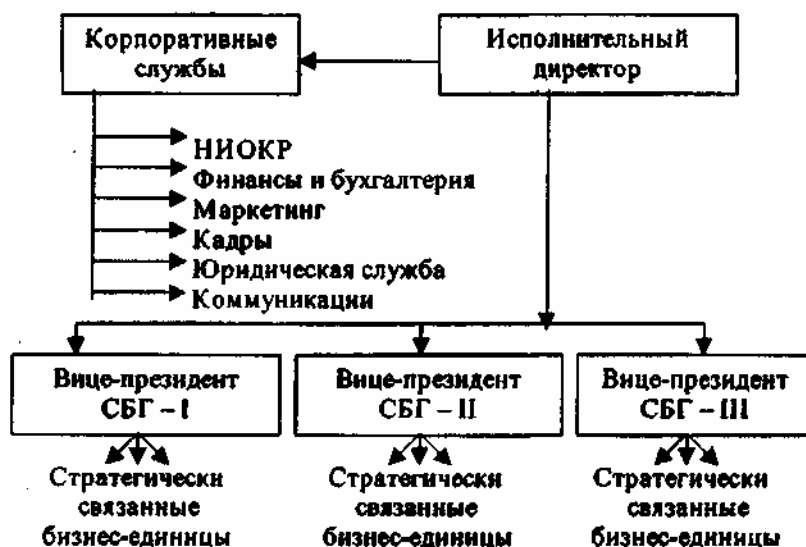 Корпоративные
службы
Исполнительный
директор
НИОКР
Финансы и бухгалтерия
Маркетинг
Кадры
Юридическая служба
Коммуникации
Вице-президент
СБГ – I
Вице-президент
СБГ – II
Вице-президент
СБГ – III
Стратегически
связанные
бизнес-единицы
Стратегически
связанные
бизнес-единицы
Стратегически
связанные
бизнес-единицы